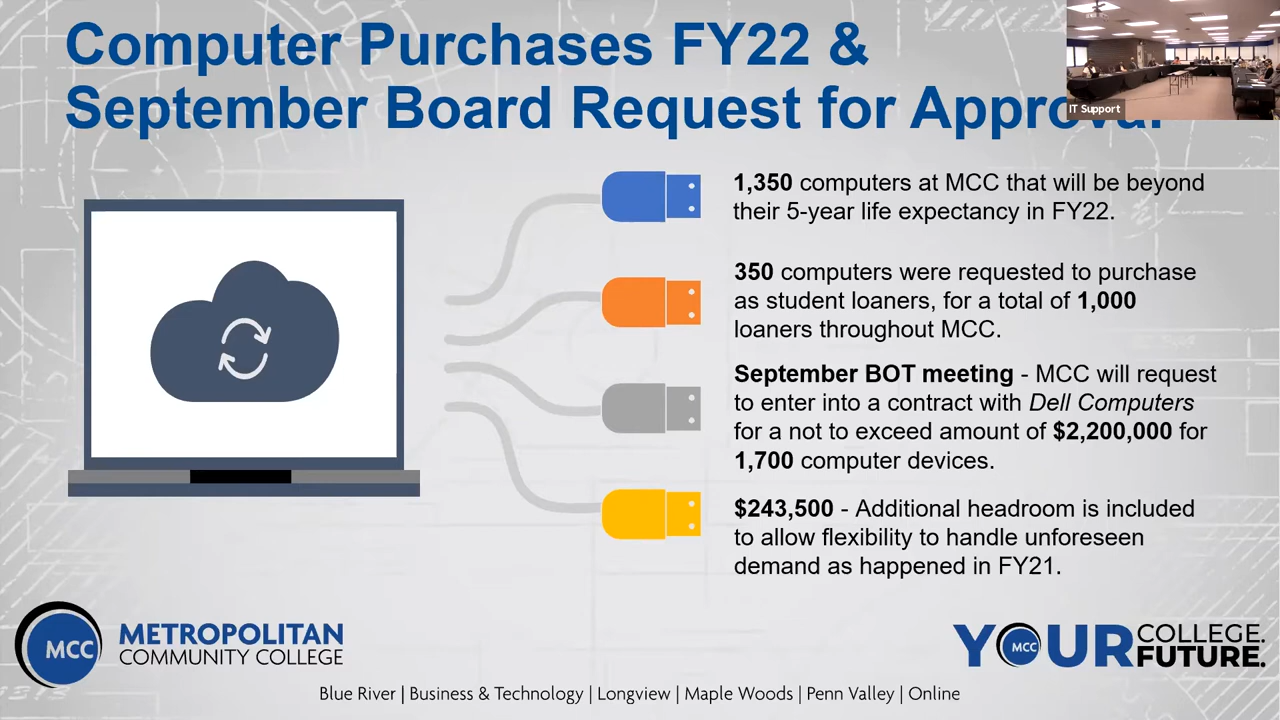 Computer Purchases FY22 &
September Board Request for Approval
IT Support
1,350 computers at MCC that will be beyond
their 5-year life expectancy in FY22.
350 computers were requested to purchase
as student loaners, for a total of 1,000
loaners throughout MCC.
September BOT meeting - MCC will request
to enter into a contract with Dell Computers
for a not to exceed amount of $2,200,000 for
1,700 computer devices.
$243,500 - Additional headroom is included
to allow flexibility to handle unforeseen
demand as happened in FY21.
MCC
METROPOLITAN
COMMUNITY COLLEGE
YOUR COLLEGE.
MCC
FUTURE.
Blue River | Business & Technology | Longview | Maple Woods | Penn Valley | Online